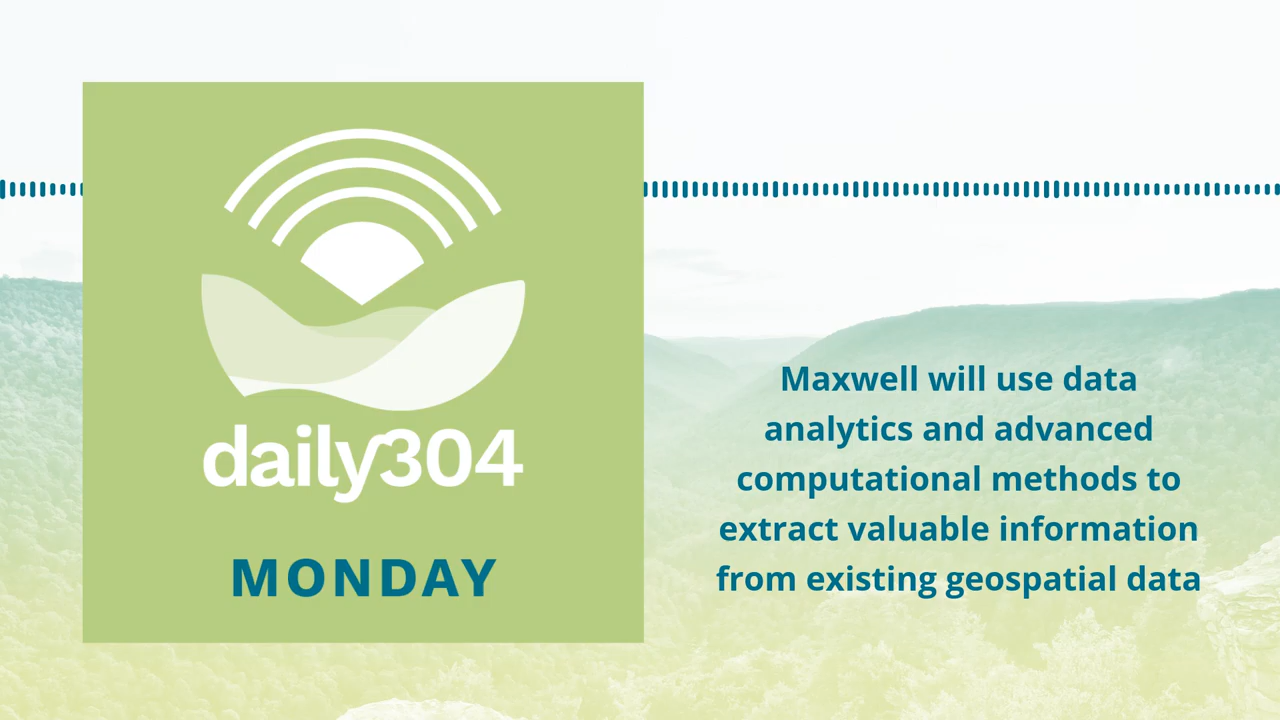 daily304
MONDAY
Maxwell will use data
analytics and advanced
computational methods to
extract valuable information
from existing geospatial data